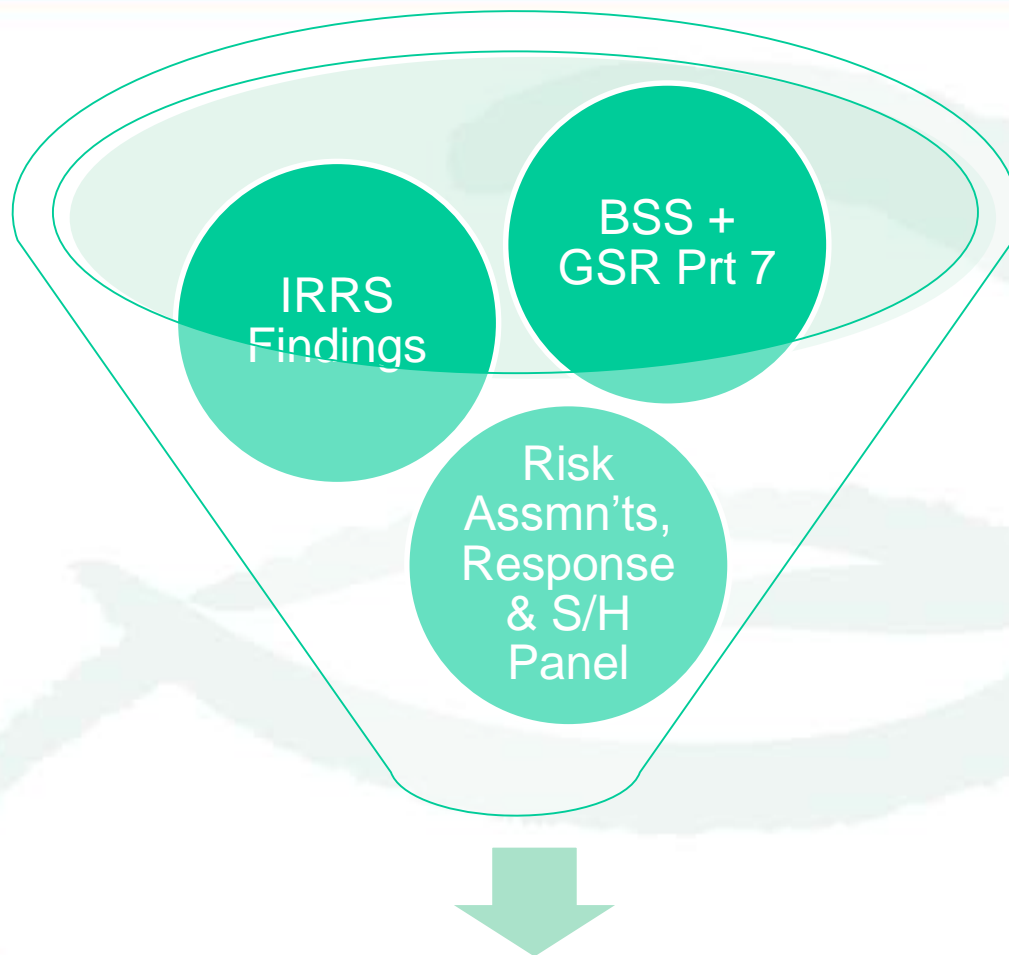 BSS +
GSR Prt 7
IRRS
Findings
Risk
Assmn’ts,
Response
& S/H
Panel